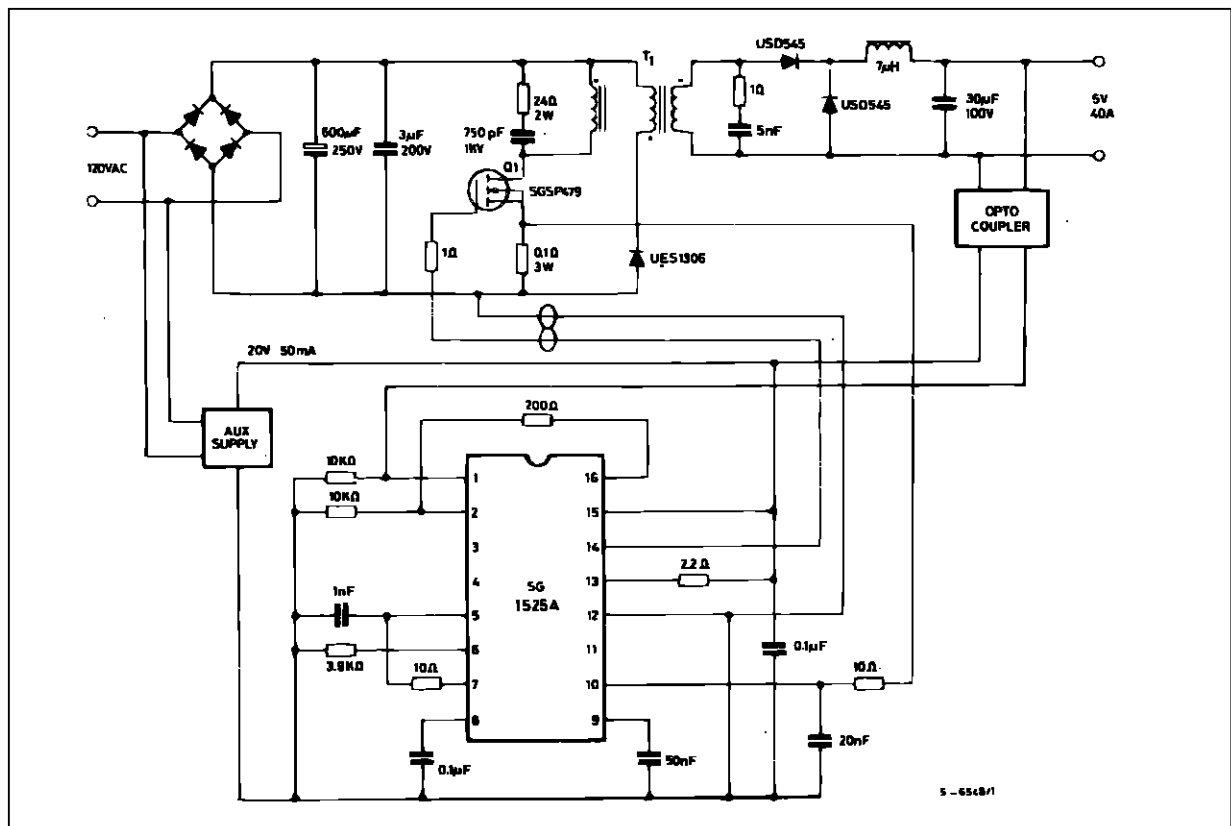 T1
USD545
7µH
1Ω
5nF
USD545
30µF
100V
5V
40A
120VAC
600µF
250V
3µF
200V
24Ω
2W
750 pF
1kV
Q1
SGSP479
1Ω
0.1Ω
3W
UES1306
OPTO
COUPLER
20V 50mA
AUX
SUPPLY
200Ω
10KΩ
10KΩ
1nF
3.9KΩ
10Ω
0.1µF
1
2
3
4
5
6
7
8
SG
1525A
16
15
14
13
12
11
10
9
2.2Ω
0.1µF
10Ω
20nF
50nF
5-6548/1